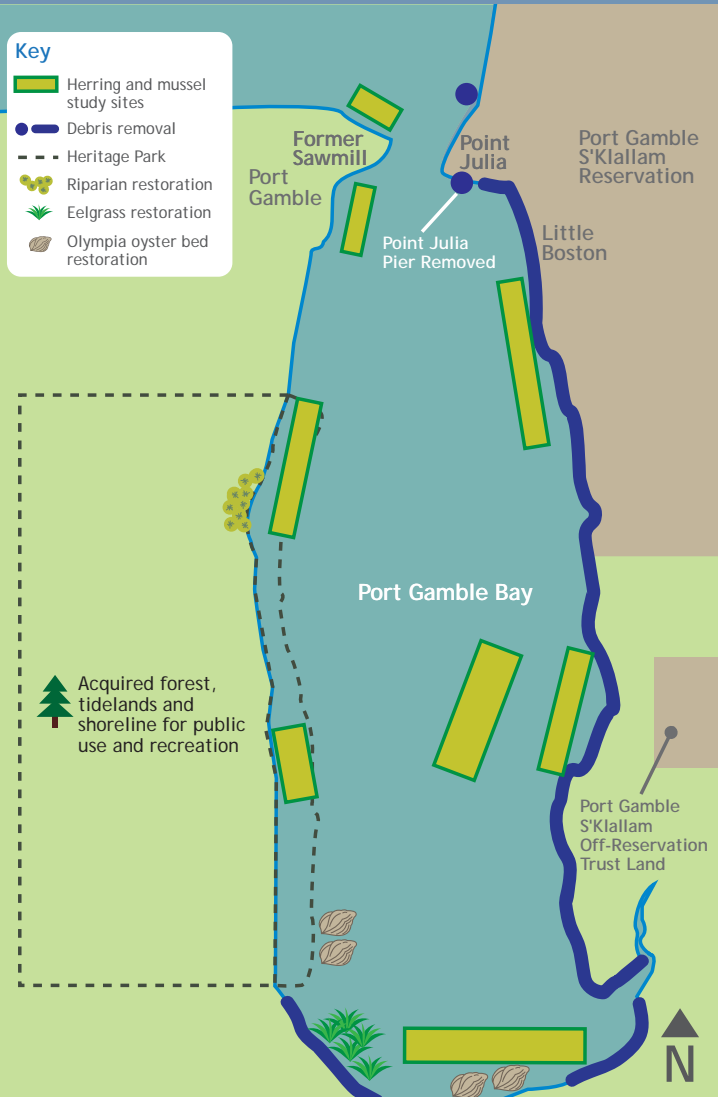 Key
Herring and mussel
study sites
Debris removal
Heritage Park
Riparian restoration
Eelgrass restoration
Olympia oyster bed
restoration
Former
Sawmill
Port
Gamble
Point
Julia
Port Gamble
S'Klallam
Reservation
Point Julia
Pier Removed
Little
Boston
Port Gamble Bay
Acquired forest,
tidelands and
shoreline for public
use and recreation
Port Gamble
S'Klallam
Off-Reservation
Trust Land
N